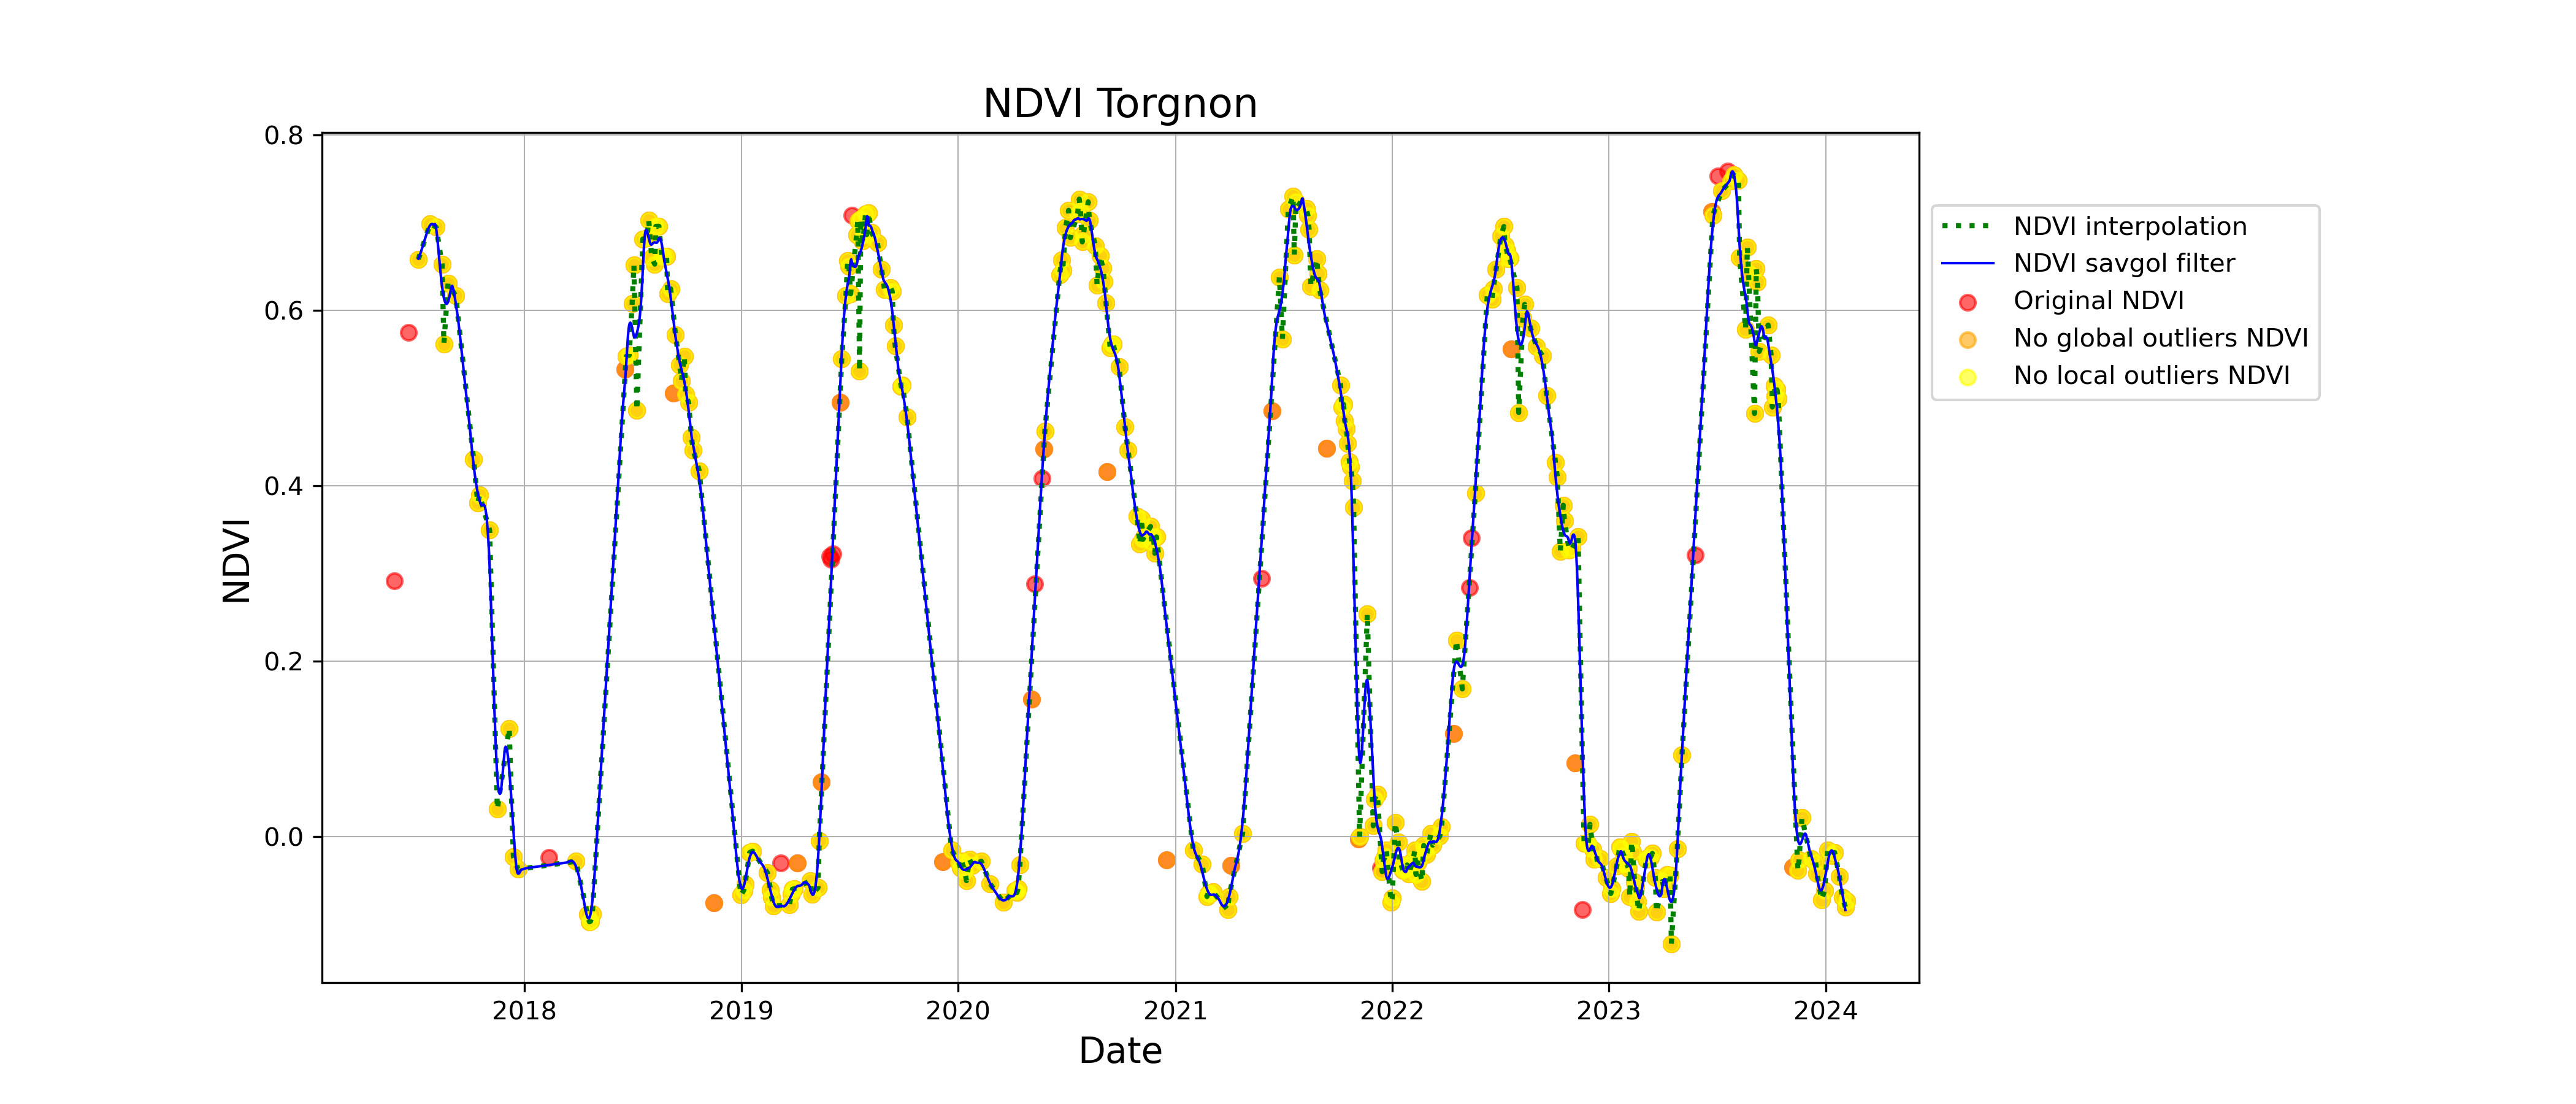 NDVI Torgnon
0.8
0.6
0.4
0.2
0.0
NDVI
2018 2019 2020 2021 2022 2023 2024
Date
NDVI interpolation
NDVI savgol filter
Original NDVI
No global outliers NDVI
No local outliers NDVI